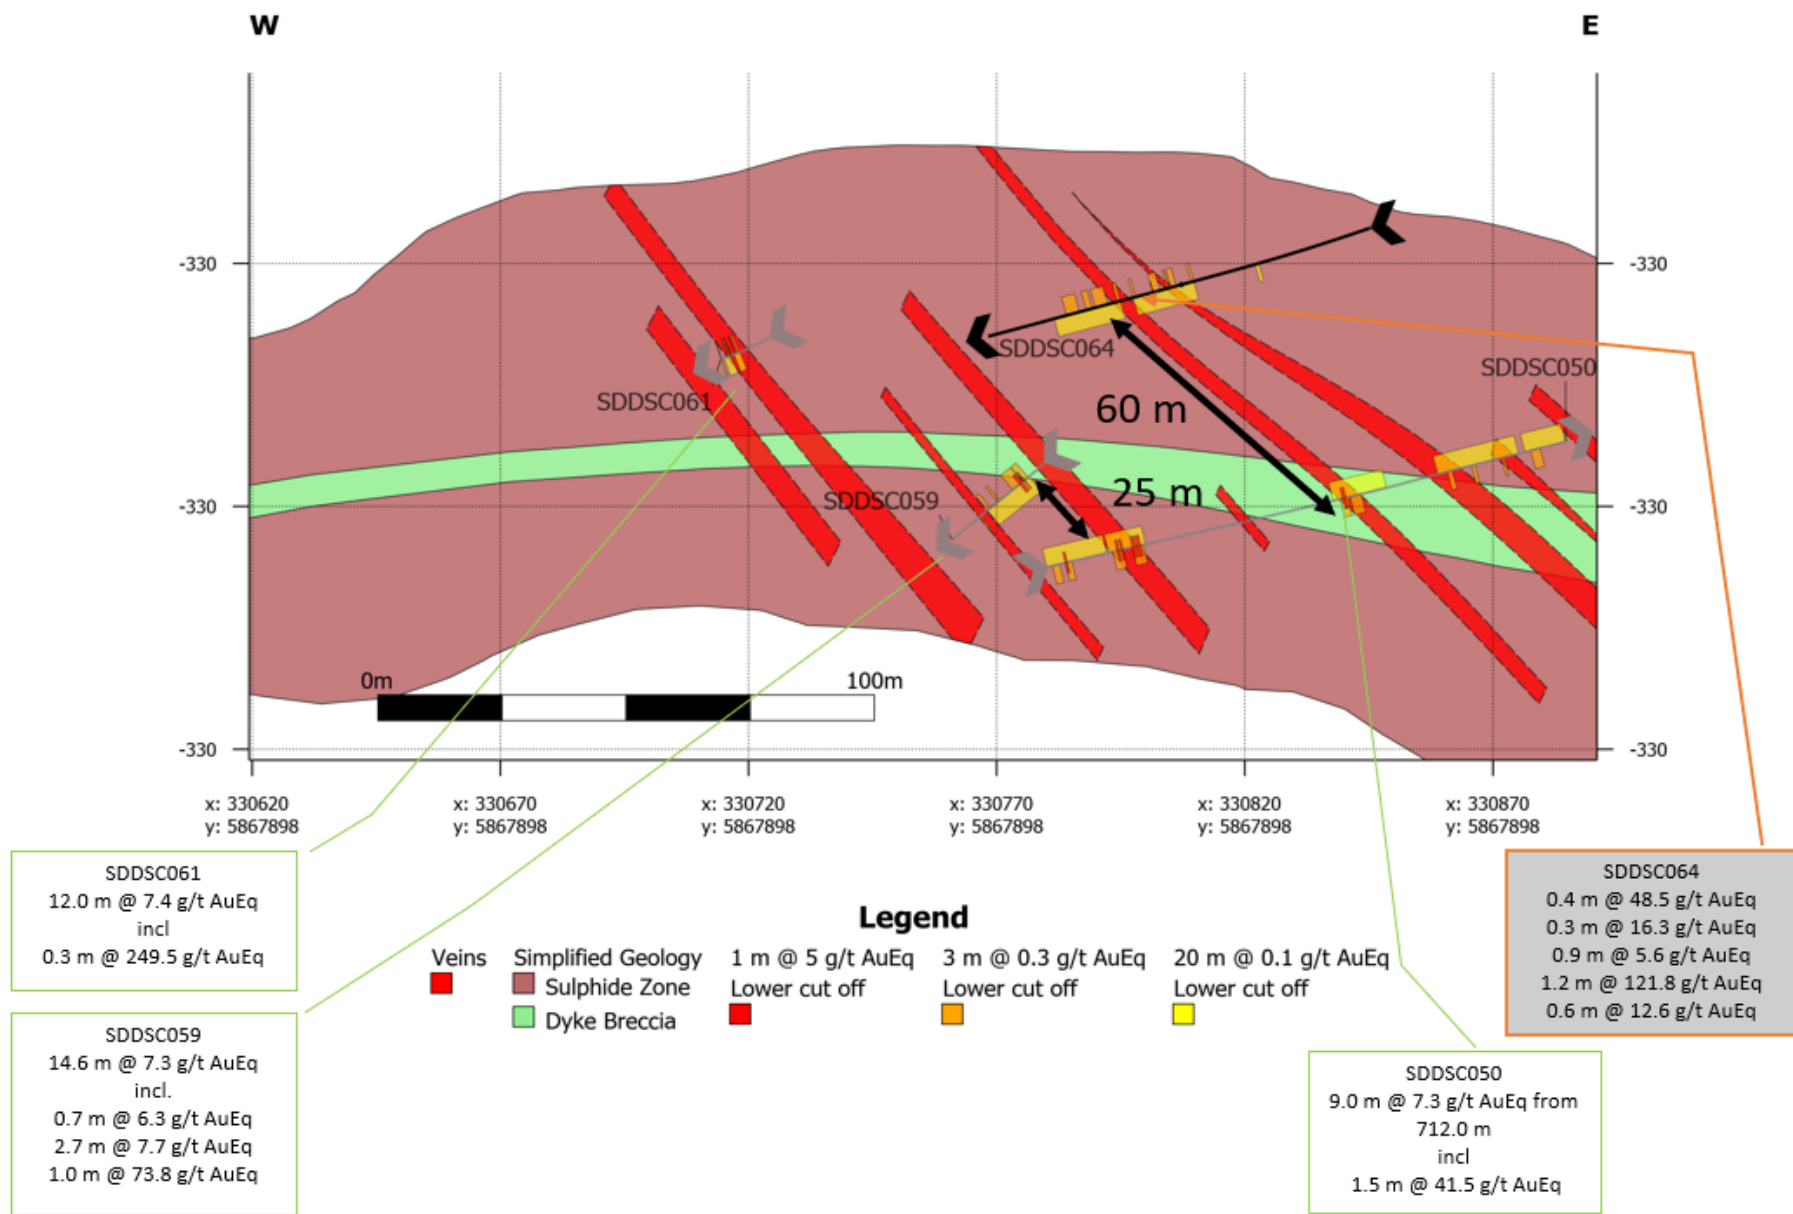 W
E
-330
-330
SDDSC064
SDDSC050
60 m
SDDSC061
25 m
SDDSC059
-330
-330
0m
100m
-330
-330
x: 330620
y: 5867898
x: 330670
y: 5867898
x: 330720
y: 5867898
x: 330770
y: 5867898
x: 330820
y: 5867898
x: 330870
y: 5867898
SDDSC061
12.0 m @ 7.4 g/t AuEq
incl
0.3 m @ 249.5 g/t AuEq
SDDSC059
14.6 m @ 7.3 g/t AuEq
incl.
0.7 m @ 6.3 g/t AuEq
2.7 m @ 7.7 g/t AuEq
1.0 m @ 73.8 g/t AuEq
Legend
Veins
Simplified Geology
Sulphide Zone
Dyke Breccia
1 m @ 5 g/t AuEq
Lower cut off
3 m @ 0.3 g/t AuEq
Lower cut off
20 m @ 0.1 g/t AuEq
Lower cut off
SDDSC064
0.4 m @ 48.5 g/t AuEq
0.3 m @ 16.3 g/t AuEq
0.9 m @ 5.6 g/t AuEq
1.2 m @ 121.8 g/t AuEq
0.6 m @ 12.6 g/t AuEq
SDDSC050
9.0 m @ 7.3 g/t AuEq from
712.0 m
incl
1.5 m @ 41.5 g/t AuEq